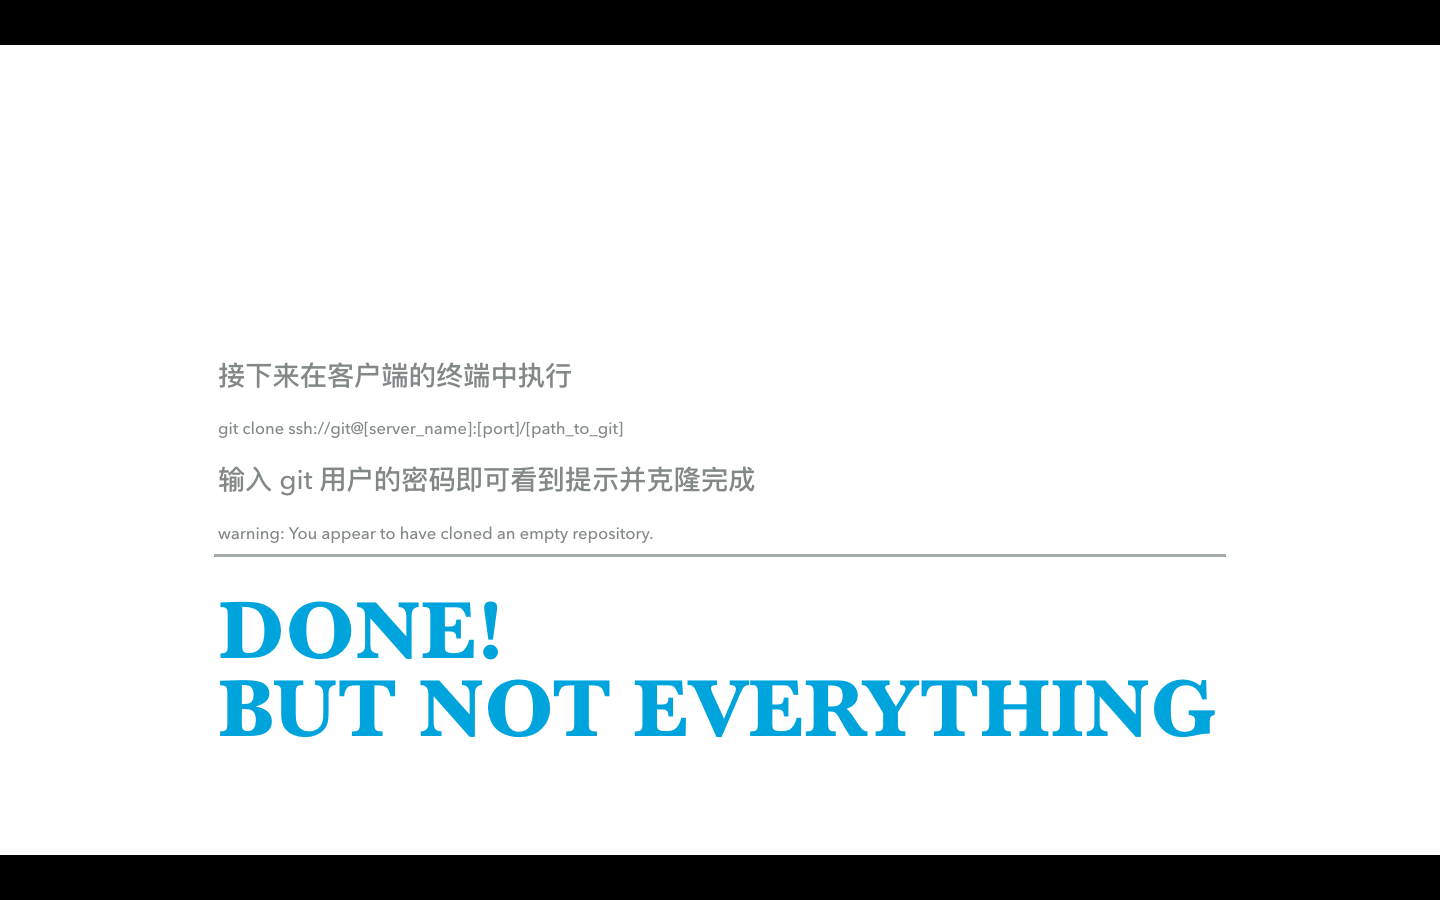 接下来在客户端的终端中执行
git clone ssh://git@[server_name]:[port]/[path_to_git]
输入 git 用户的密码即可看到提示并克隆完成
warning: You appear to have cloned an empty repository.
DONE!
BUT NOT EVERYTHING